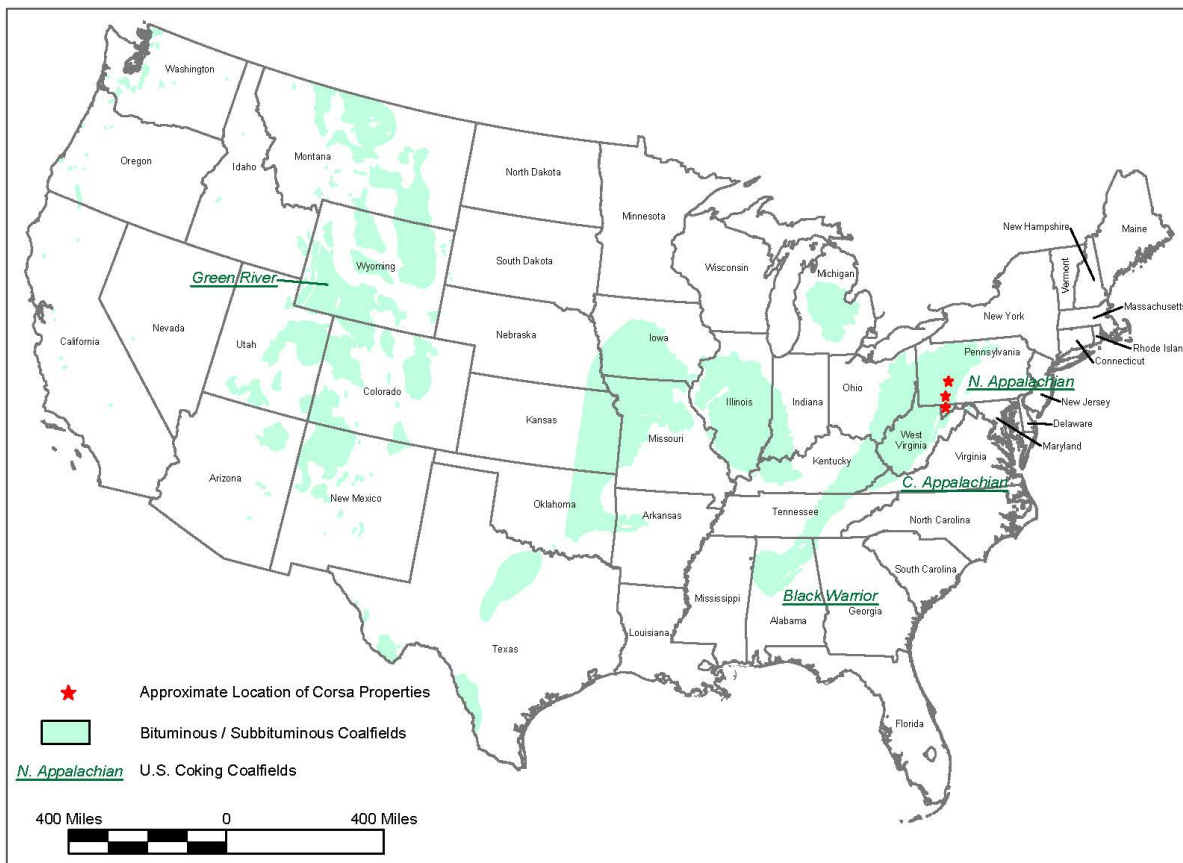 Washington
Oregon
Idaho
Montana
North Dakota
Minnesota
South Dakota
Wyoming
Green River
Wisconsin
Michigan
New Hampshire
Maine
Vermont
Massachusetts
New York
Rhode Island
Connecticut
California
Nevada
Utah
Colorado
Nebraska
Iowa
Kansas
Missouri
Illinois
Indiana
Ohio
Pennsylvania
N. Appalachian
New Jersey
Delaware
Maryland
West
Virginia
Virginia
Kentucky
C. Appalachian
Arizona
New Mexico
Oklahoma
Arkansas
Tennessee
North Carolina
South Carolina
Mississippi
Black Warrior
Alabama
Georgia
Louisiana
Texas
Florida
Approximate Location of Corsa Properties
Bituminous / Subbituminous Coalfields
N. Appalachian U.S. Coking Coalfields
400 Miles 0 400 Miles